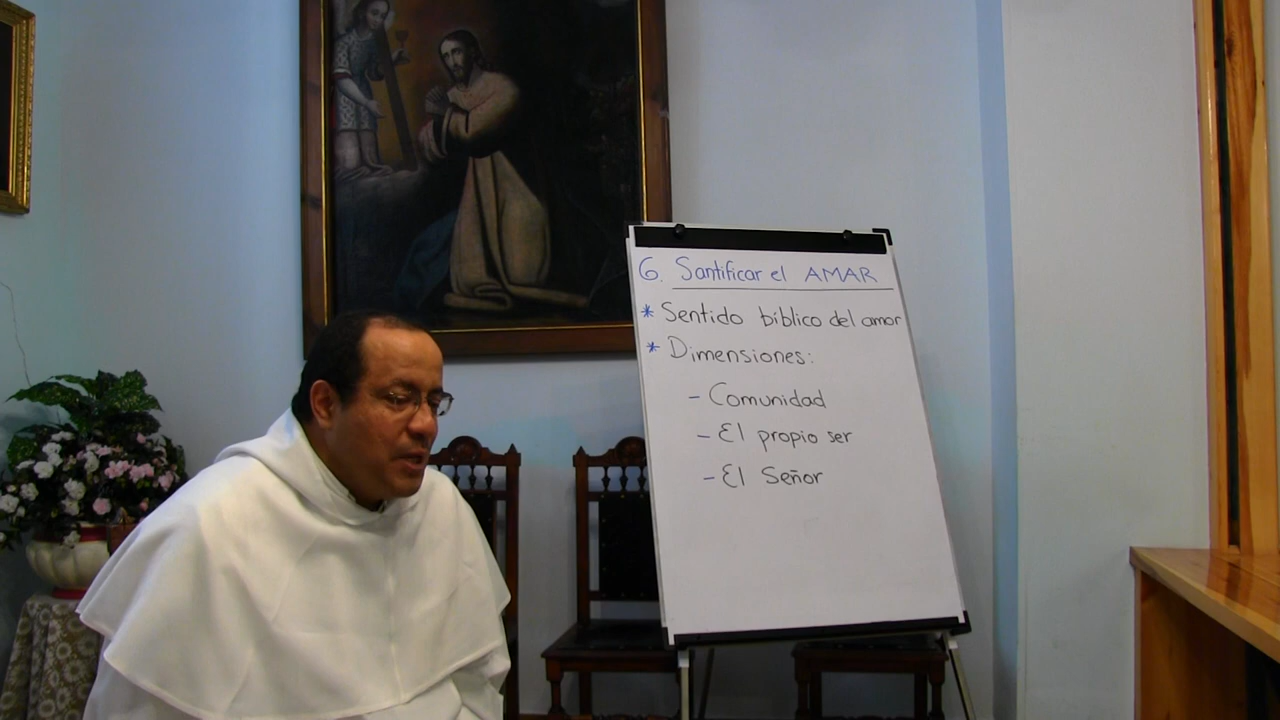 6. Santificar el AMAR
* Sentido bíblico del amor
* Dimensiones:
- Comunidad
- El propio ser
- El Señor